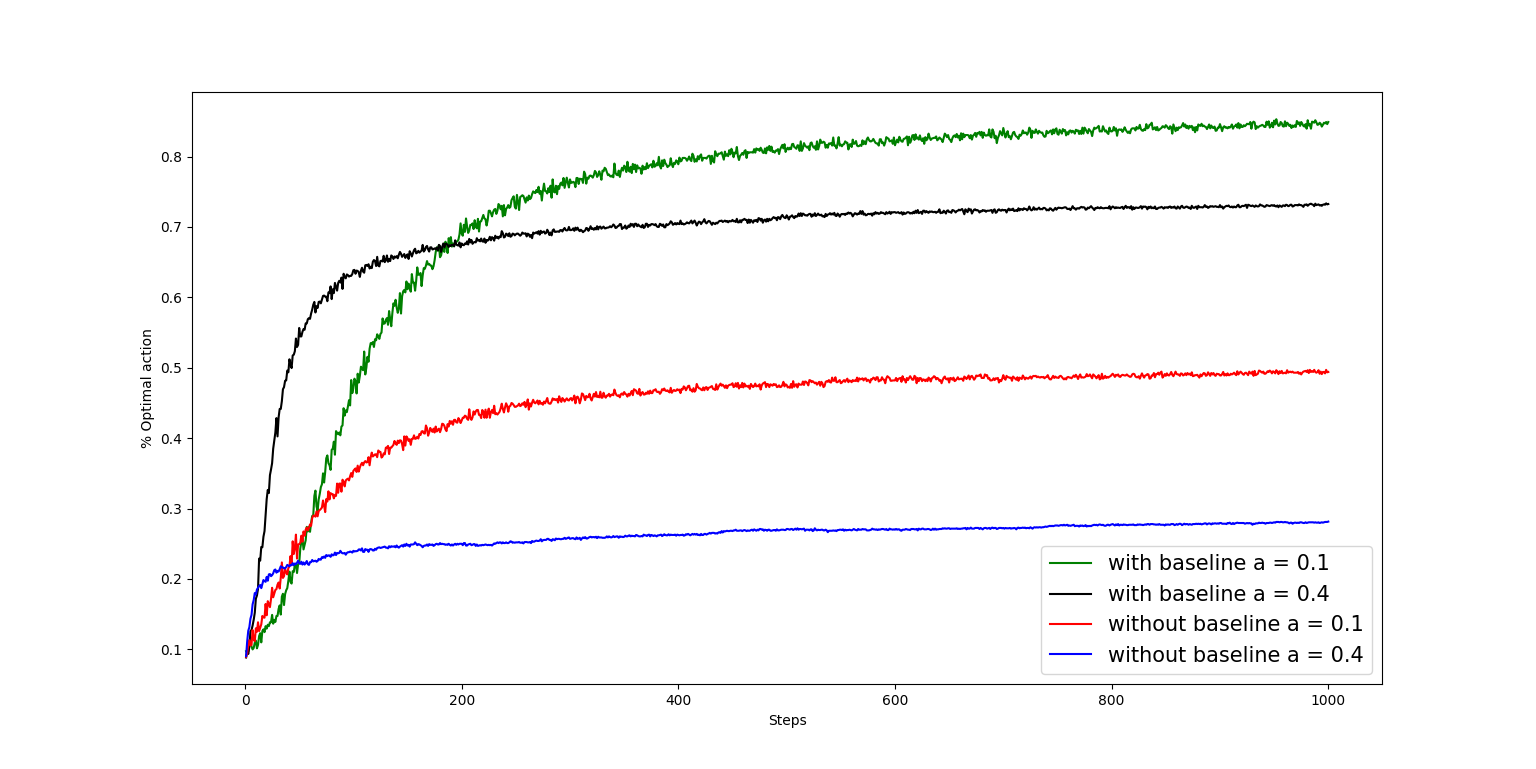 % Optimal action
0.8
0.7
0.6
0.5
0.4
0.3
0.2
0.1
0 200 400 600 800 1000
Steps
with baseline a = 0.1
with baseline a = 0.4
without baseline a = 0.1
without baseline a = 0.4